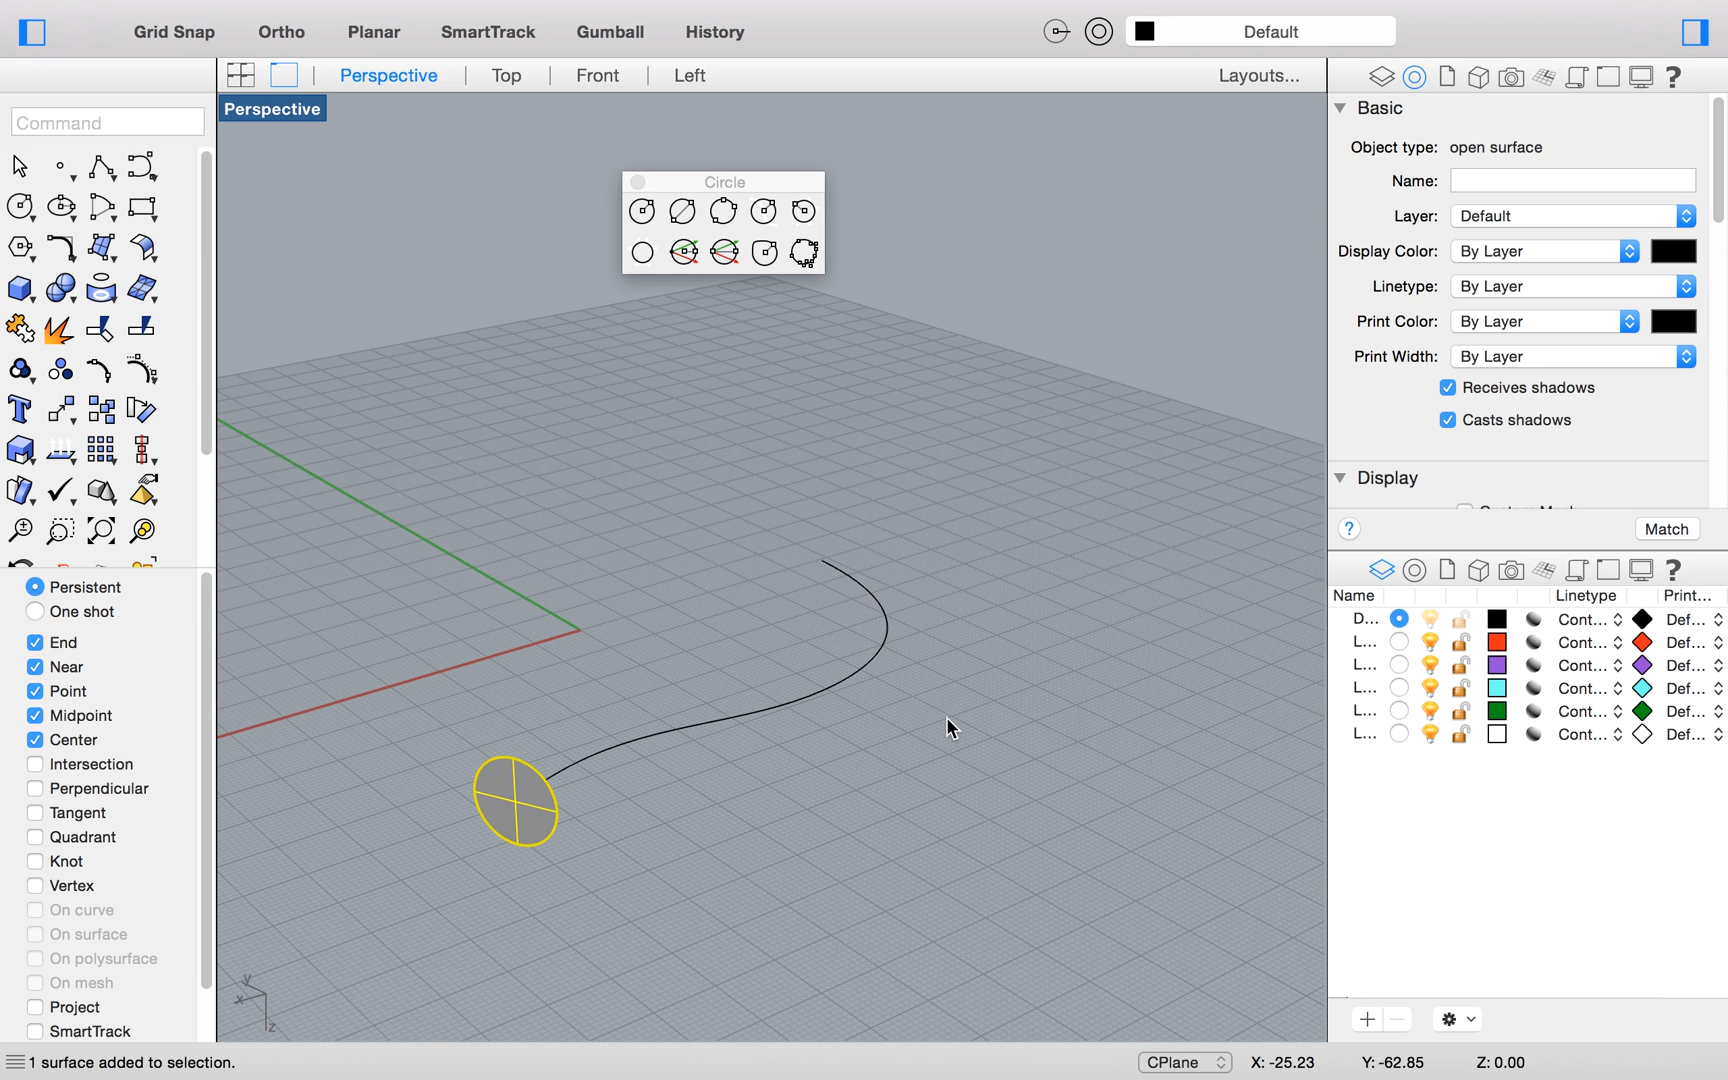 Grid Snap Ortho Planar SmartTrack Gumball History Default
Perspective Top Front Left Layouts...
Perspective
Command
Circle
Persistent
One shot
End
Near
Point
Midpoint
Center
Intersection
Perpendicular
Tangent
Quadrant
Knot
Vertex
On curve
On surface
On polysurface
On mesh
Project
SmartTrack
y
x
z
Basic
Object type: open surface
Name:
Layer: Default
Display Color: By Layer
Linetype: By Layer
Print Color: By Layer
Print Width: By Layer
Receives shadows
Casts shadows
Display
? Match
Name Linetype Print...
D... Cont... Def...
L... Cont... Def...
L... Cont... Def...
L... Cont... Def...
L... Cont... Def...
L... Cont... Def...
1 surface added to selection. CPlane X: -25.23 Y: -62.85 Z: 0.00